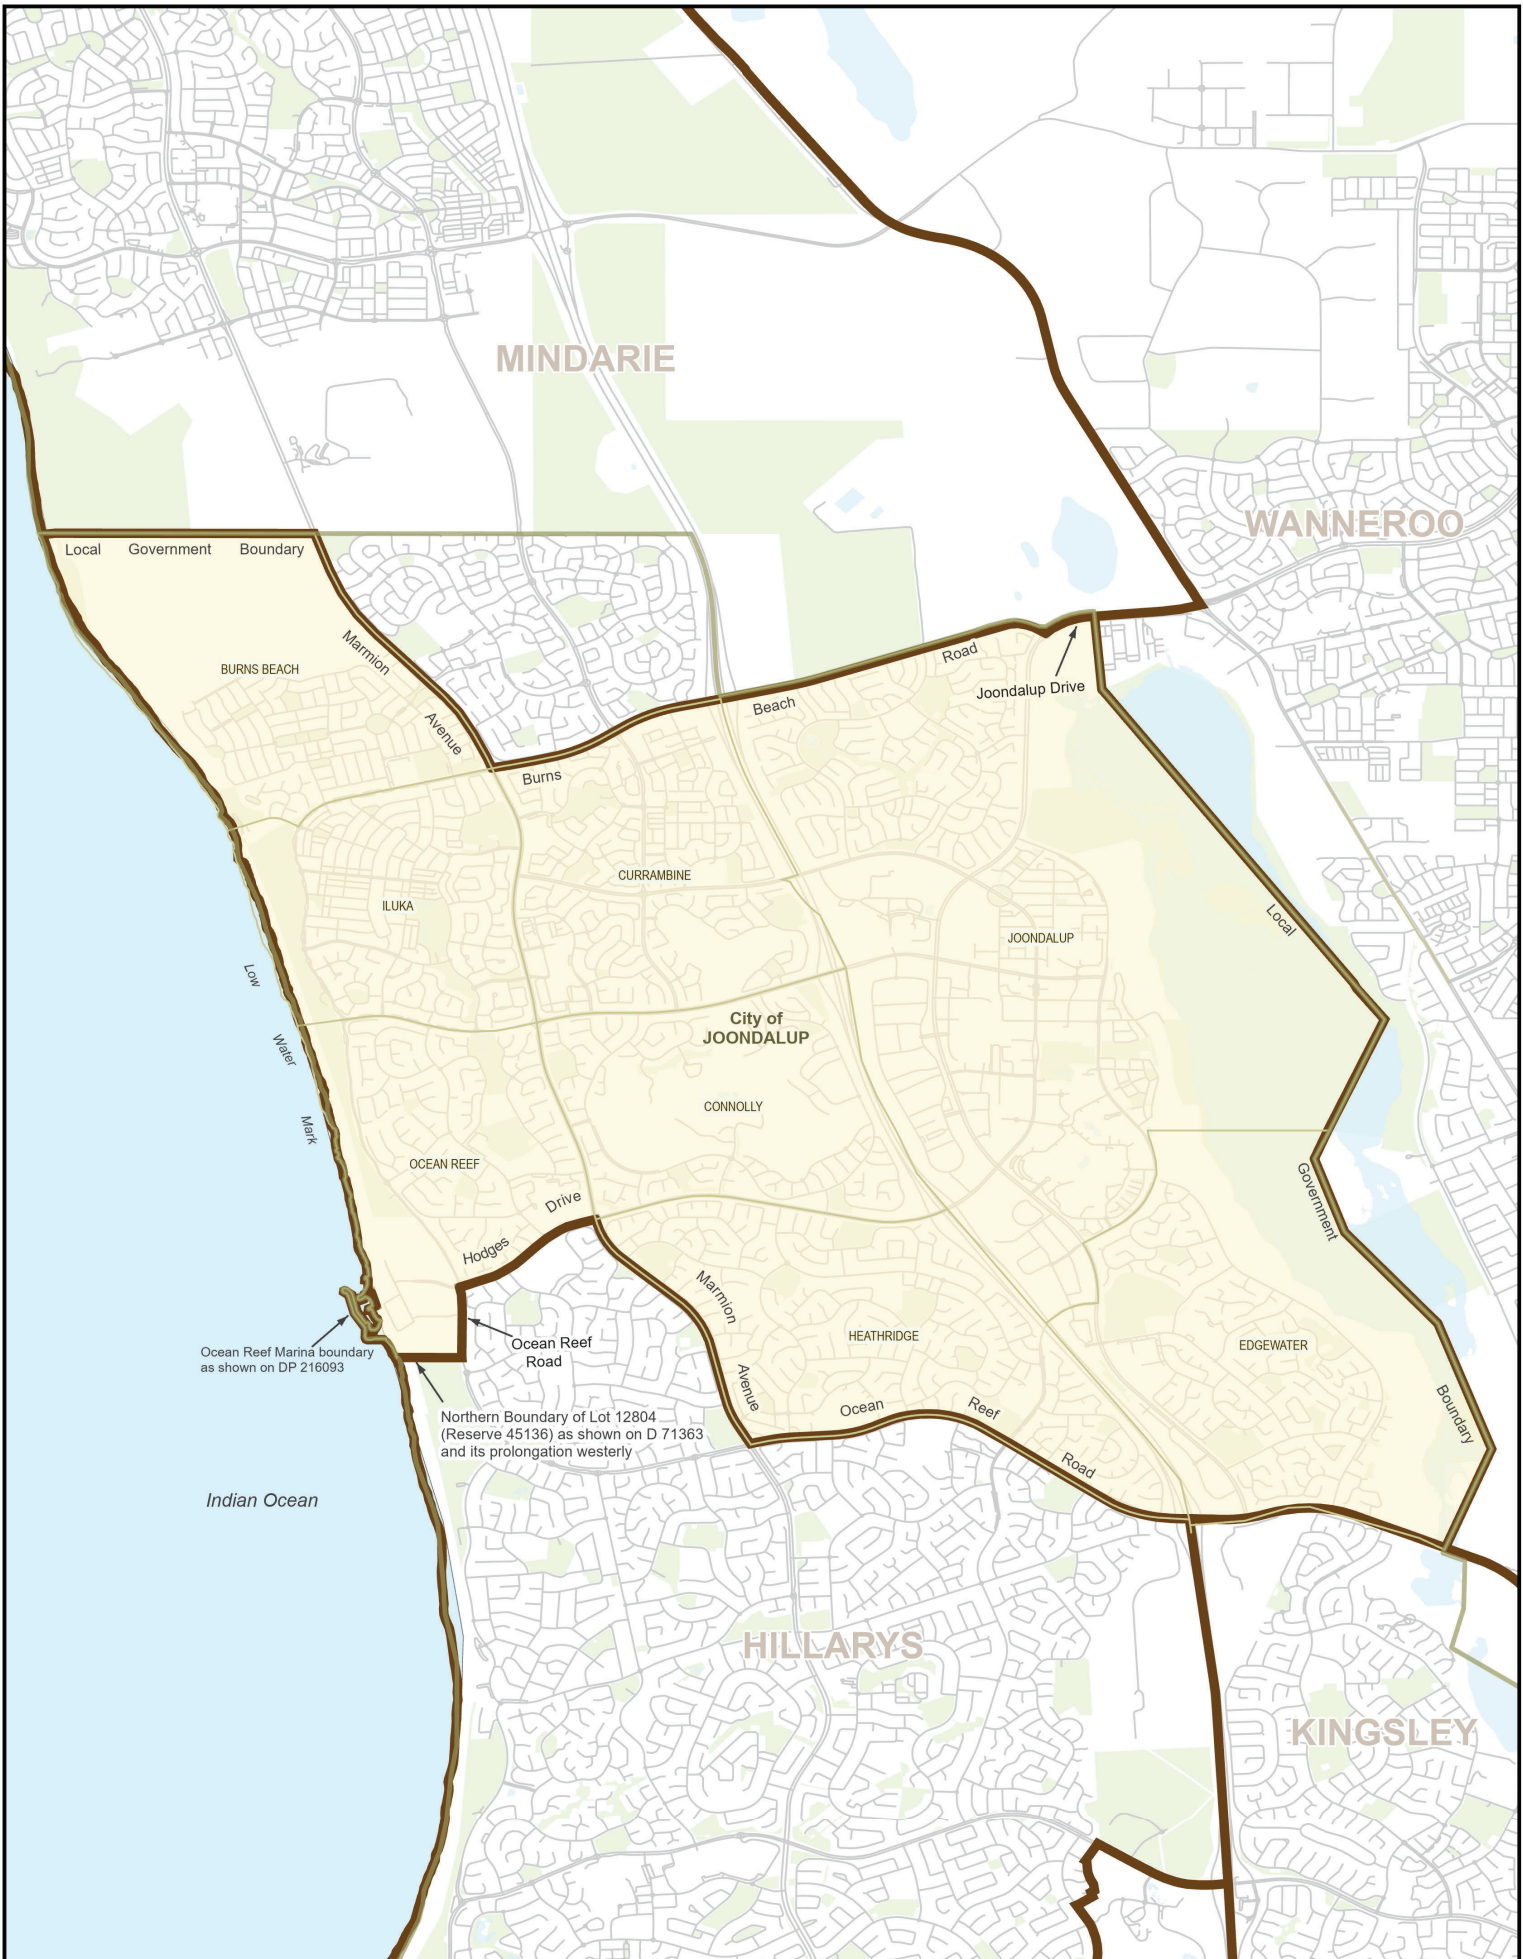 MINDARIE
WANNEROO
Local Government Boundary
Marmion
Avenue
BURNS BEACH
Burns
Beach
Road
Joondalup Drive
CURRAMBINE
ILUKA
JOONDALUP
Local
Low
Water
Mark
City of
JOONDALUP
CONNOLLY
OCEAN REEF
Government
Drive
Hodges
Marmion
Avenue
HEATHRIDGE
EDGEWATER
Ocean Reef
Road
Ocean Reef Marina boundary
as shown on DP 216093
Ocean
Reef
Road
Boundary
Northern Boundary of Lot 12804
(Reserve 45136) as shown on D 71363
and its prolongation westerly
Indian Ocean
HILLARYS
KINGSLEY